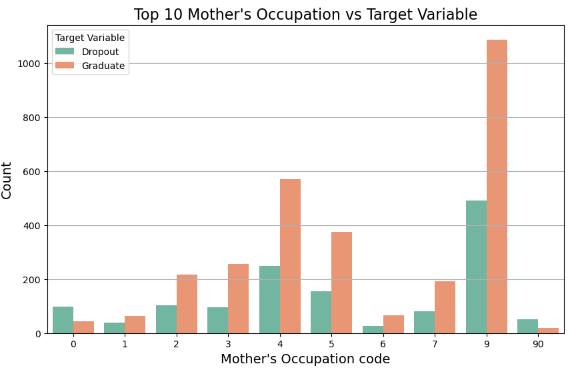 Top 10 Mother's Occupation vs Target Variable
Target Variable
Dropout
Graduate
Count
1000
800
600
400
200
0
0 1 2 3 4 5 6 7 9 90
Mother's Occupation code